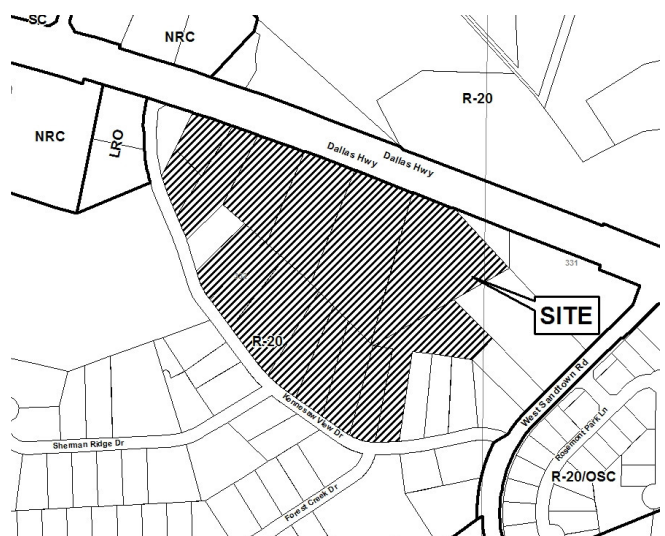 SC
NRC
R-20
NRC
LRO
Dallas Hwy
Dallas Hwy
331
SITE
R-20
Kennesaw View Dr
West Sandtown Rd
Rosemont Park Ln
Sherman Ridge Dr
Forest Creek Dr
R-20/OSC